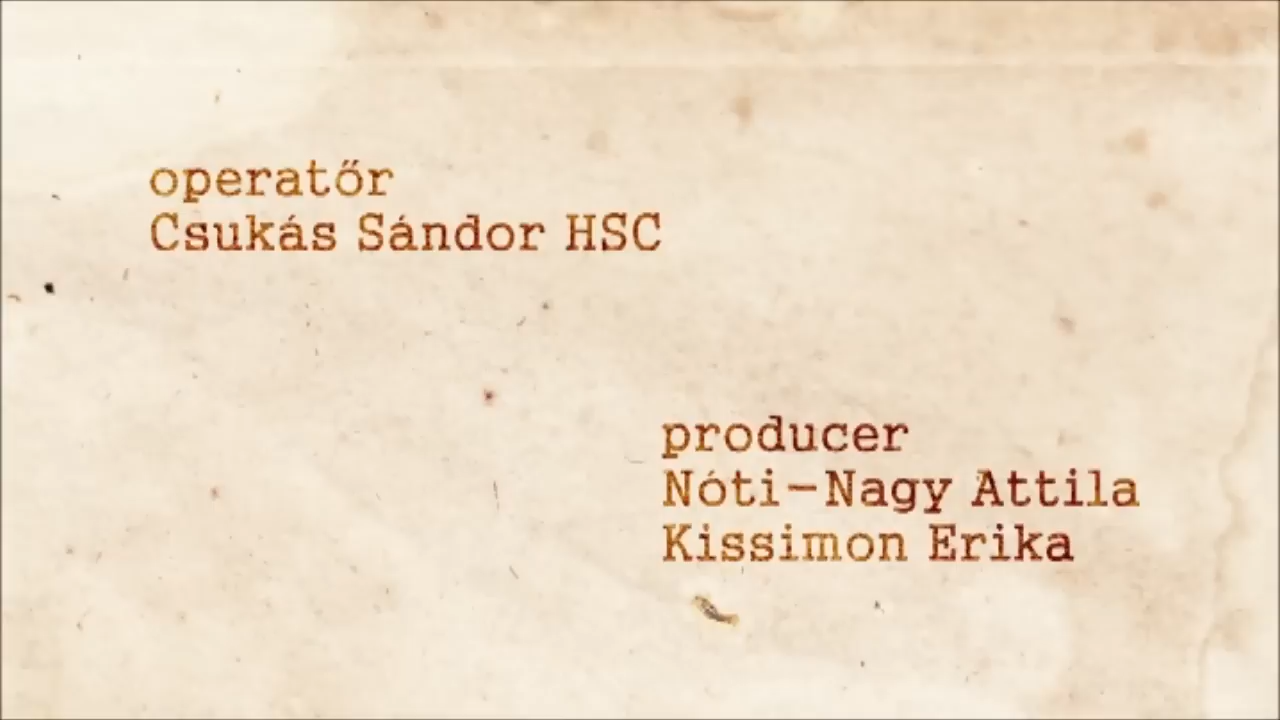 operatőr
Csukás Sándor HSC
producer
Nóti-Nagy Attila
Kissimon Erika